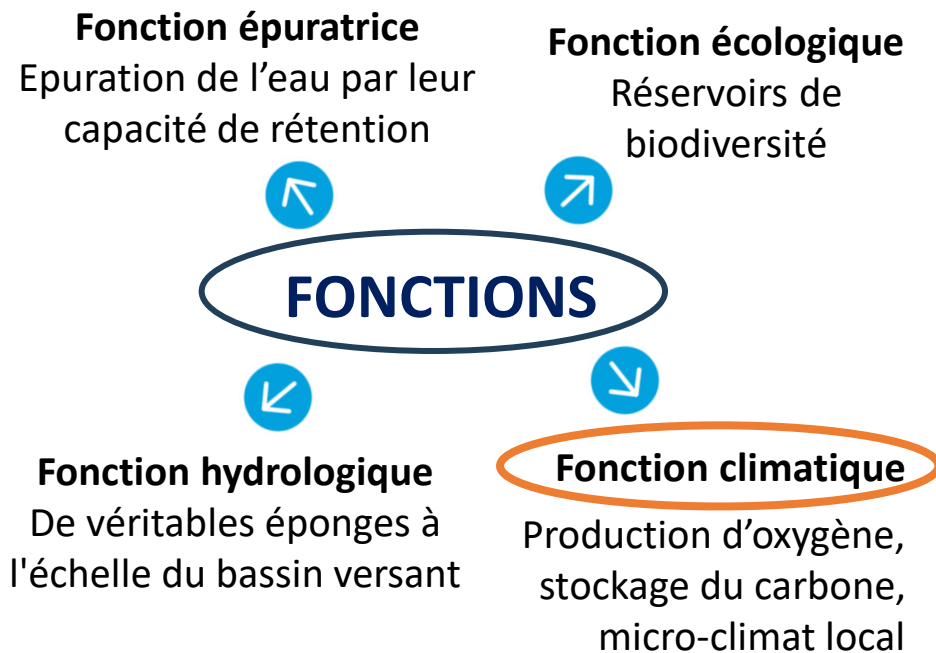 Fonction épuratrice
Epuration de l’eau par leur
capacité de rétention
Fonction écologique
Réservoirs de
biodiversité
FONCTIONS
Fonction hydrologique
De véritables éponges à
l'échelle du bassin versant
Fonction climatique
Production d’oxygène,
stockage du carbone,
micro-climat local